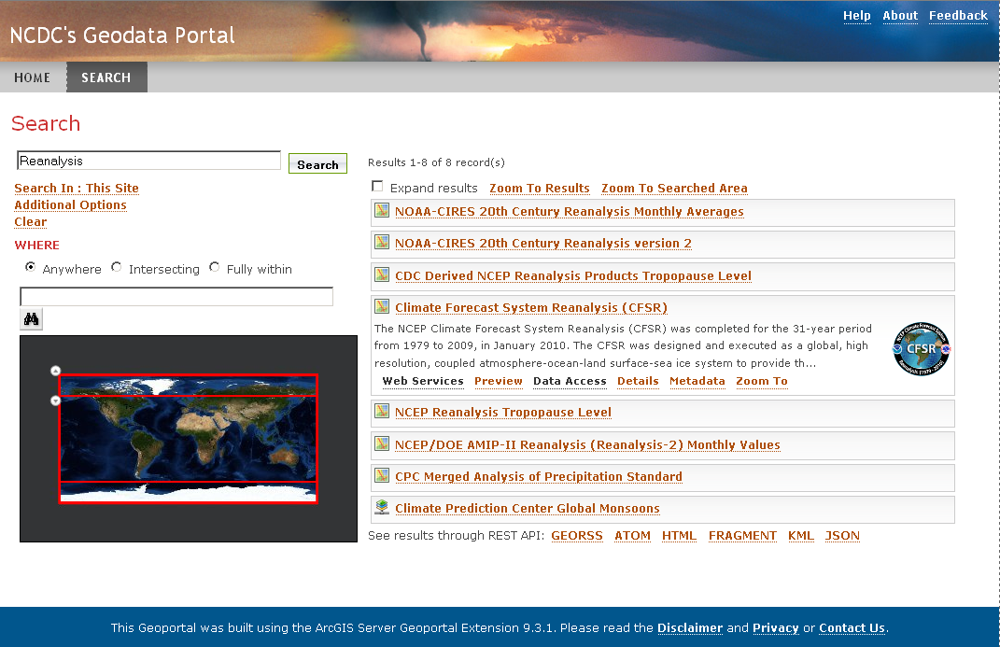 Help About Feedback
NCDC's Geodata Portal
HOME SEARCH
Search
Reanalysis Search
Search In : This Site
Additional Options
Clear
WHERE
Anywhere Intersecting Fully within
Results 1-8 of 8 record(s)
Expand results Zoom To Results Zoom To Searched Area
NOAA-CIRES 20th Century Reanalysis Monthly Averages
NOAA-CIRES 20th Century Reanalysis version 2
CDC Derived NCEP Reanalysis Products Tropopause Level
Climate Forecast System Reanalysis (CFSR)
The NCEP Climate Forecast System Reanalysis (CFSR) was completed for the 31-year period
from 1979 to 2009, in January 2010. The CFSR was designed and executed as a global, high
resolution, coupled atmosphere-ocean-land surface-sea ice system to provide th...
CFSR
Web Services Preview Data Access Details Metadata Zoom To
NCEP Reanalysis Tropopause Level
NCEP/DOE AMIP-II Reanalysis (Reanalysis-2) Monthly Values
CPC Merged Analysis of Precipitation Standard
Climate Prediction Center Global Monsoons
See results through REST API: GEORSS ATOM HTML FRAGMENT KML JSON
This Geoportal was built using the ArcGIS Server Geoportal Extension 9.3.1. Please read the Disclaimer and Privacy or Contact Us.